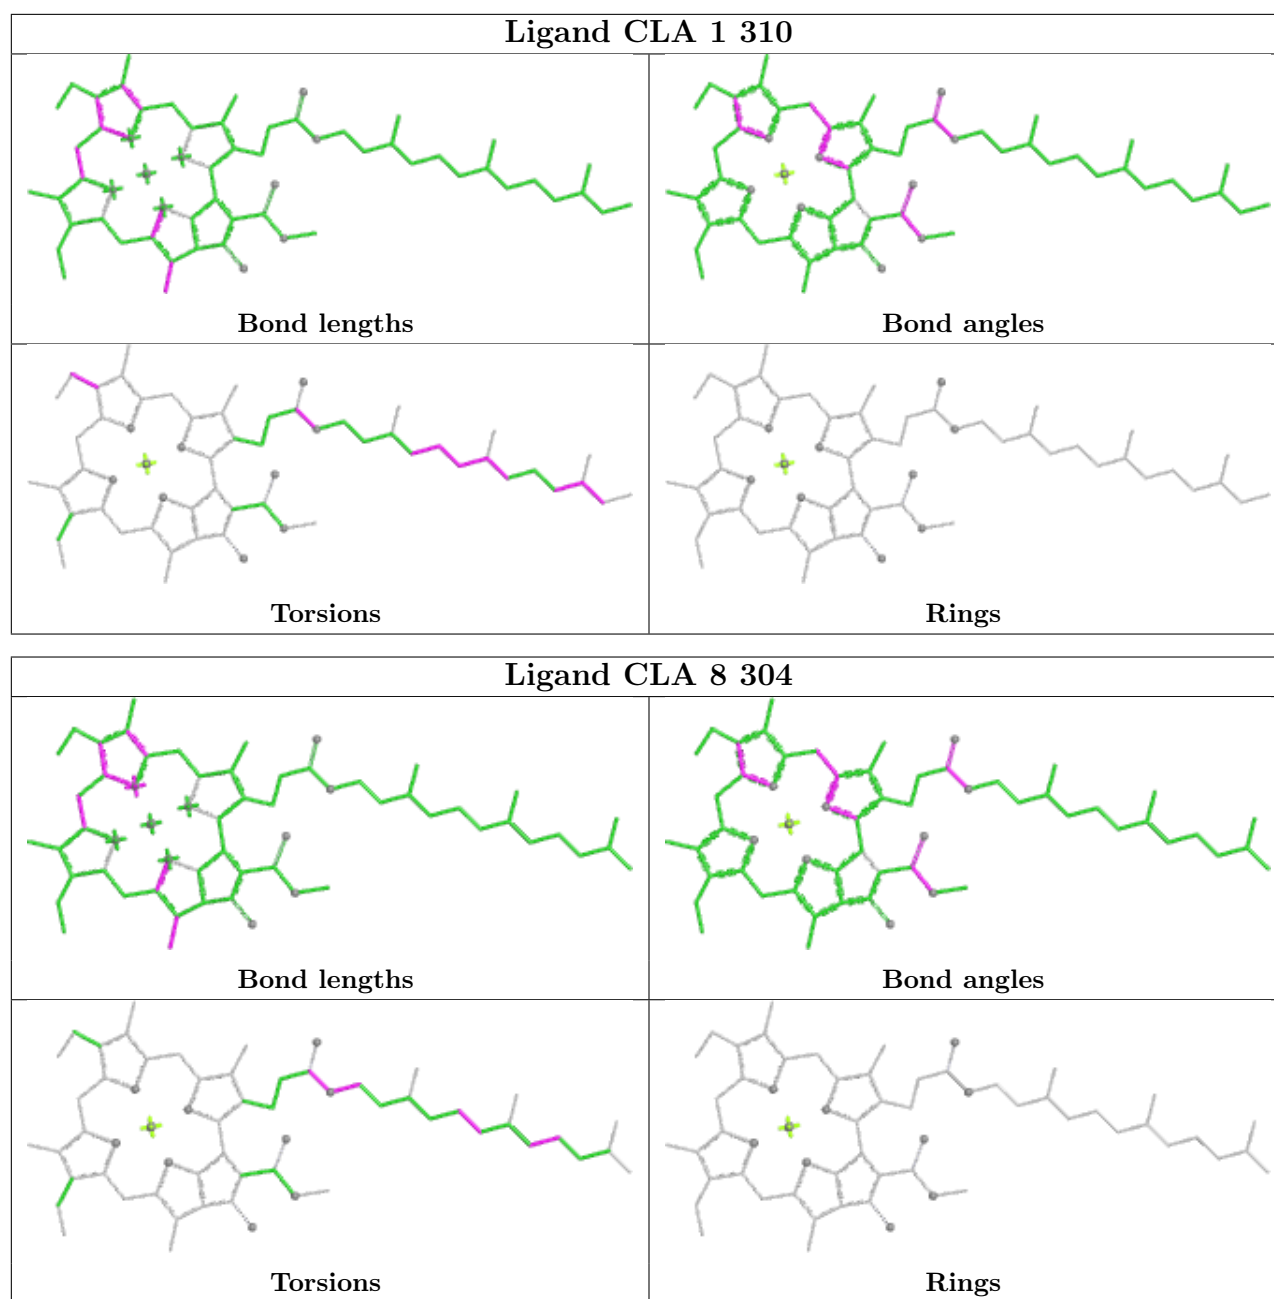 Ligand CLA 1 310
Bond lengths
Bond angles
Torsions
Rings
Ligand CLA 8 304
Bond lengths
Bond angles
Torsions
Rings